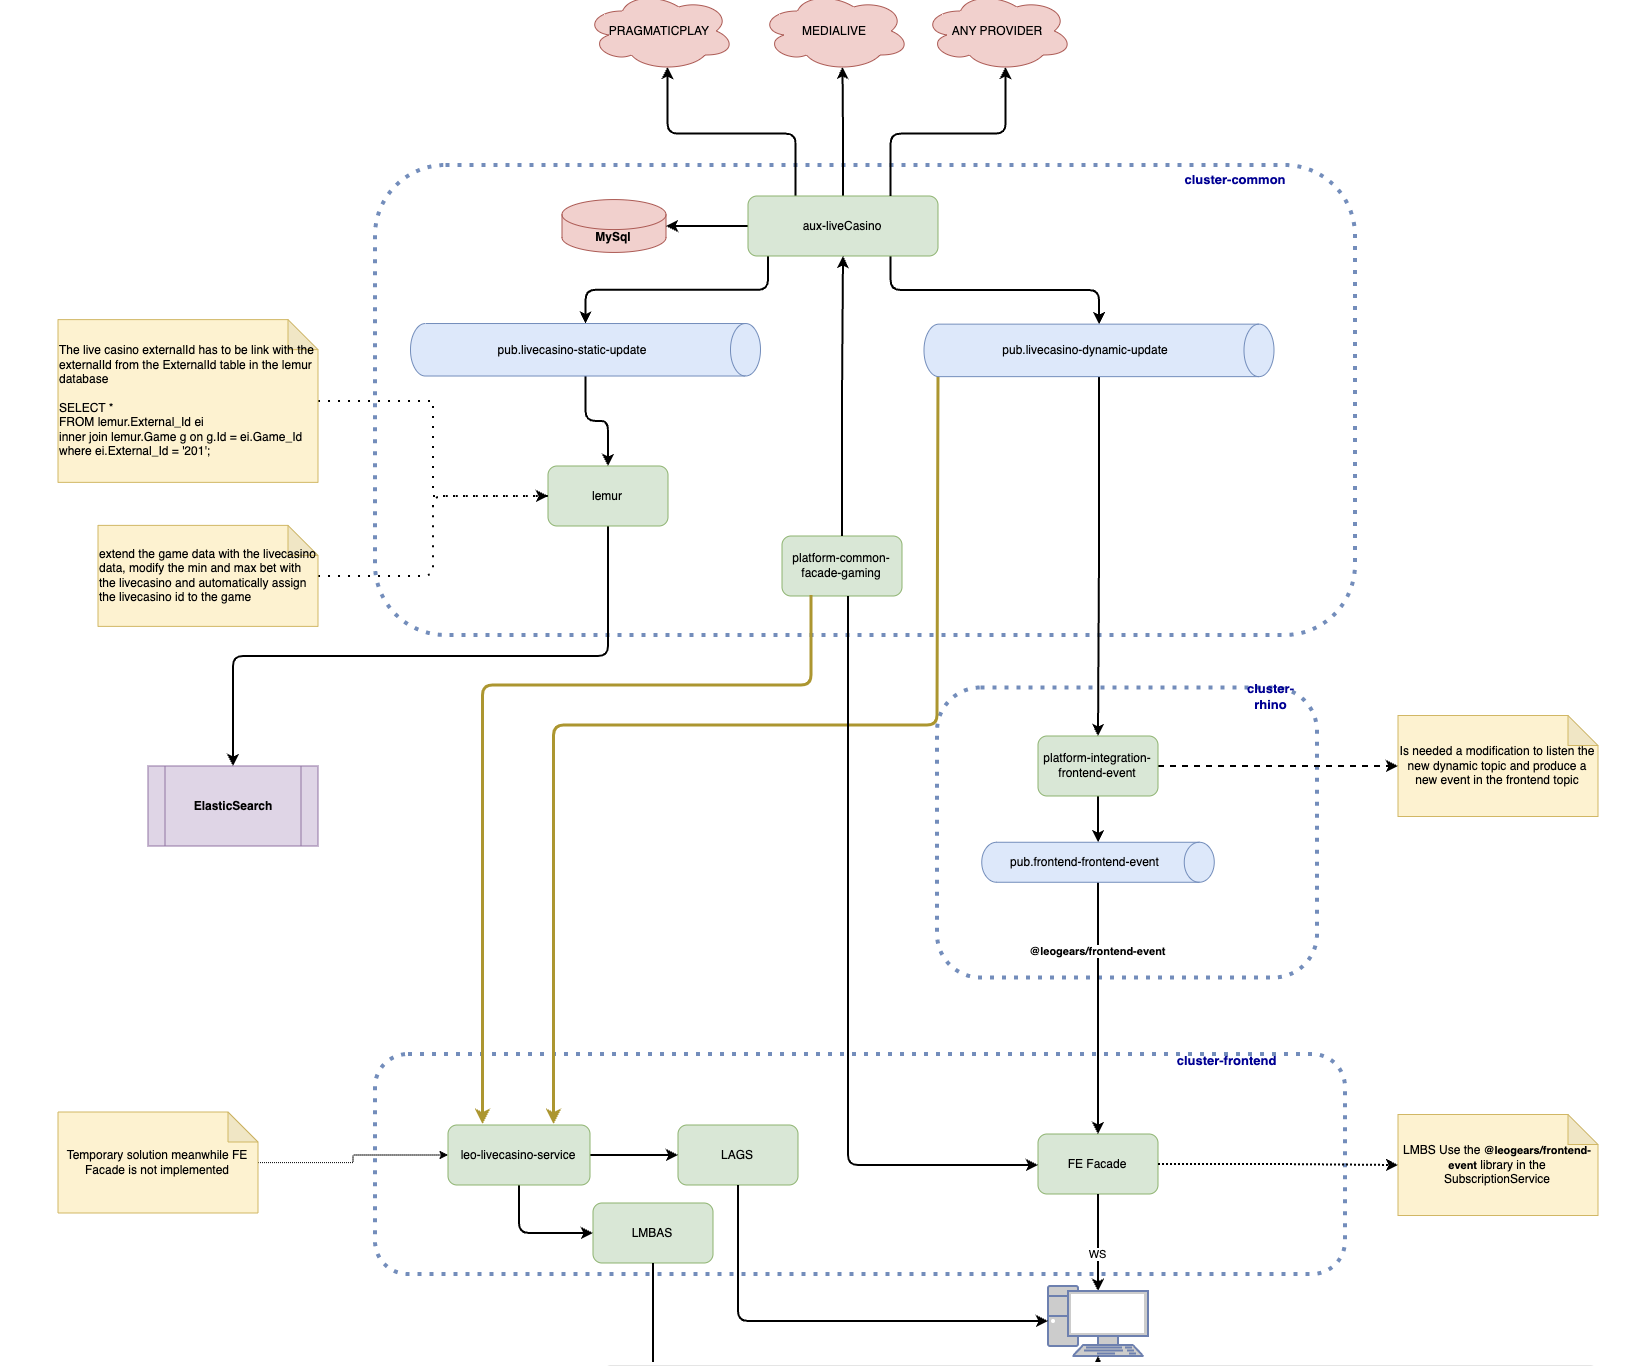 PRAGMATICPLAY
MEDIALIVE
ANY PROVIDER
cluster-common
aux-liveCasino
MySql
pub.livecasino-static-update
pub.livecasino-dynamic-update
The live casino externalId has to be link with the
externalId from the ExternalId table in the lemur
database
SELECT *
FROM lemur.External_Id ei
inner join lemur.Game g on g.Id = ei.Game_Id
where ei.External_Id = '201';
lemur
extend the game data with the livecasino
data, modify the min and max bet with
the livecasino and automatically assign
the livecasino id to the game
platform-common-
facade-gaming
cluster-
rhino
platform-integration-
frontend-event
Is needed a modification to listen the
new dynamic topic and produce a
new event in the frontend topic
ElasticSearch
pub.frontend-frontend-event
@leogears/frontend-event
cluster-frontend
Temporary solution meanwhile FE
Facade is not implemented
leo-livecasino-service
LAGS
FE Facade
LMBS Use the @leogears/frontend-
event library in the
SubscriptionService
LMBAS
WS